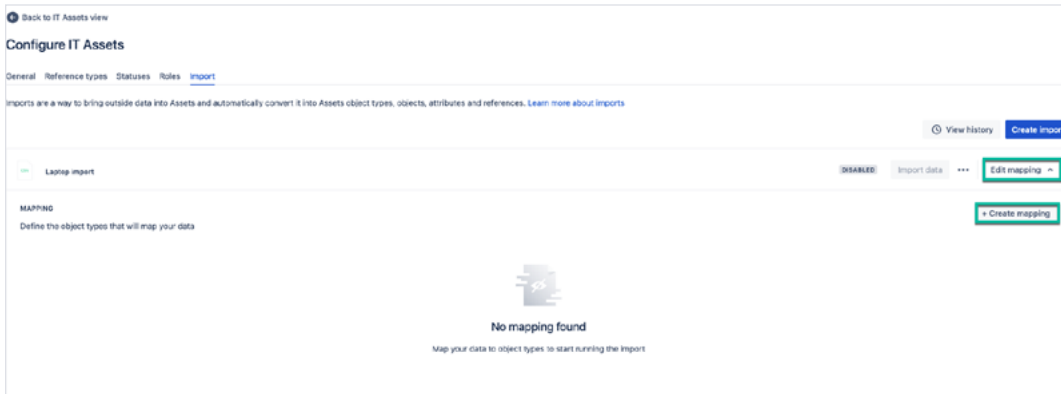 Back to IT Assets view
Configure IT Assets
General Reference types Statuses Roles Import
Imports are a way to bring outside data into Assets and automatically convert it into Assets object types, objects, attributes and references. Learn more about imports
View history Create impor
Laptop import DISABLED Import data ••• Edit mapping
MAPPING
Define the object types that will map your data
+ Create mapping
No mapping found
Map your data to object types to start running the import